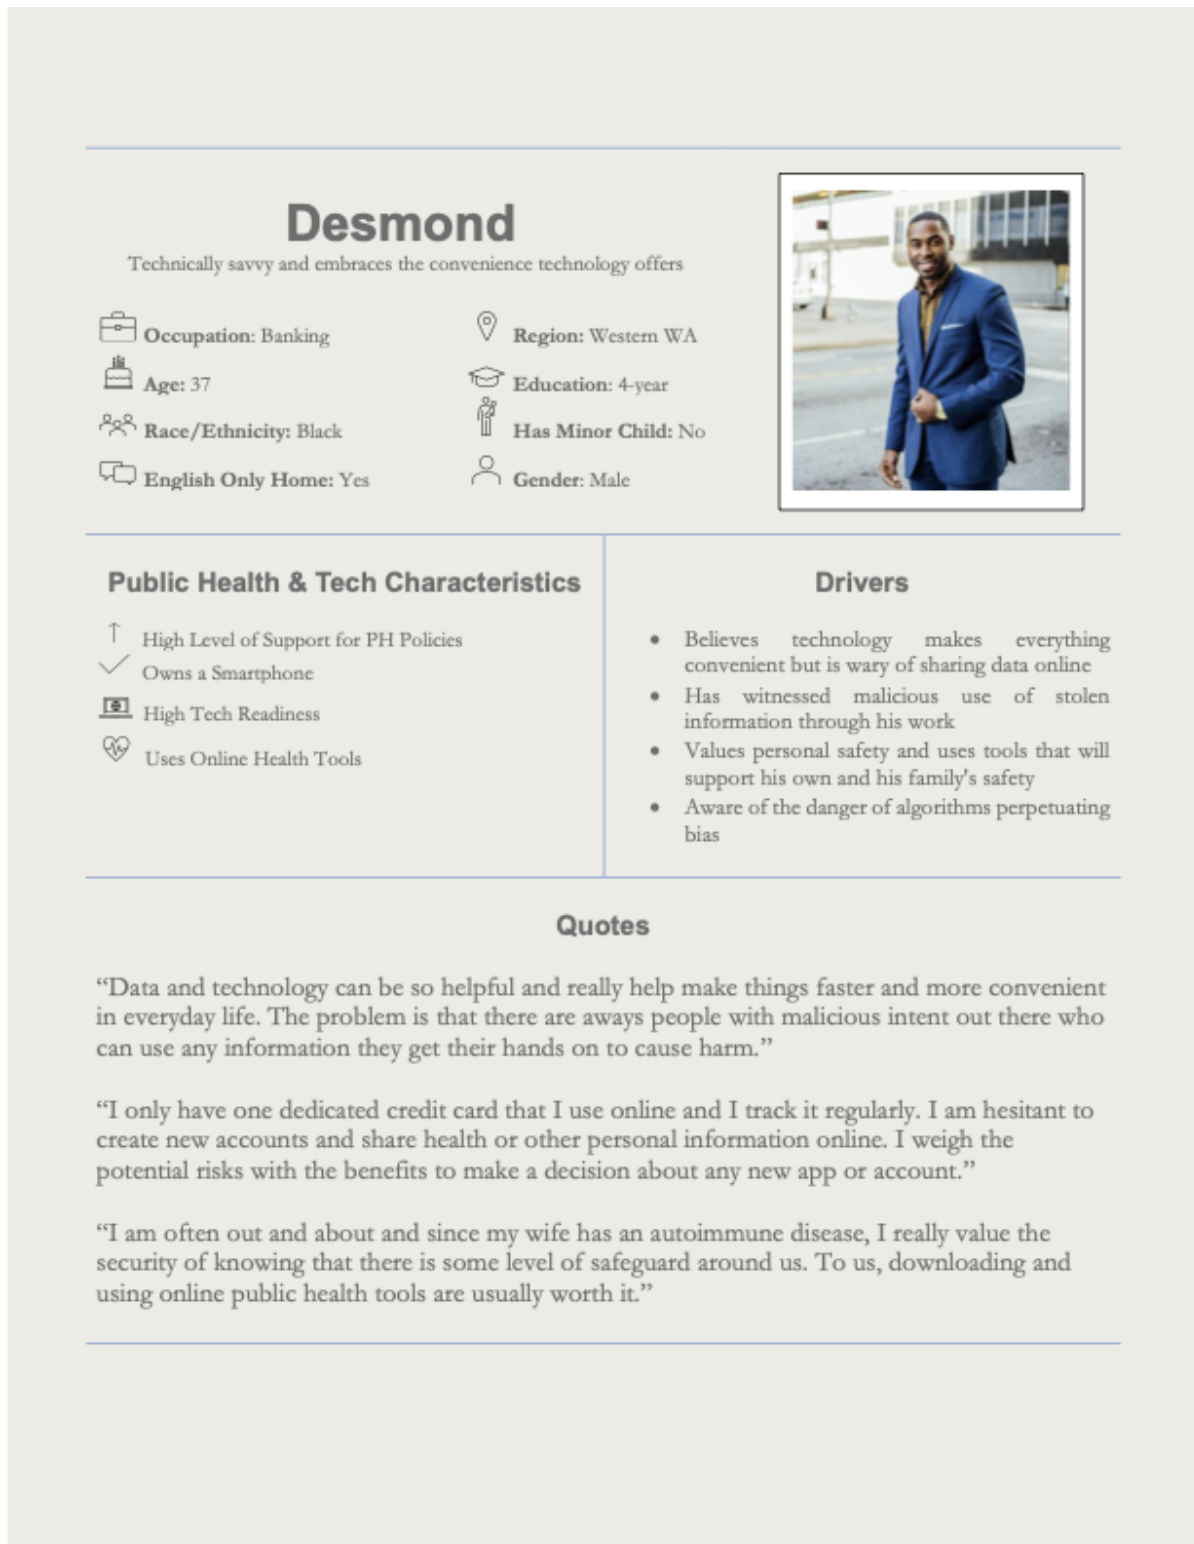 Desmond
Technically savvy and embraces the convenience technology offers
Occupation: Banking
Region: Western WA
Age: 37
Education: 4-year
Race/Ethnicity: Black
Has Minor Child: No
English Only Home: Yes
Gender: Male
Public Health & Tech Characteristics
High Level of Support for PH Policies
Owns a Smartphone
High Tech Readiness
Uses Online Health Tools
Drivers
• Believes technology makes everything
convenient but is wary of sharing data online
• Has witnessed malicious use of stolen
information through his work
• Values personal safety and uses tools that will
support his own and his family's safety
• Aware of the danger of algorithms perpetuating
bias
Quotes
“Data and technology can be so helpful and really help make things faster and more convenient
in everyday life. The problem is that there are aways people with malicious intent out there who
can use any information they get their hands on to cause harm.”
“I only have one dedicated credit card that I use online and I track it regularly. I am hesitant to
create new accounts and share health or other personal information online. I weigh the
potential risks with the benefits to make a decision about any new app or account.”
“I am often out and about and since my wife has an autoimmune disease, I really value the
security of knowing that there is some level of safeguard around us. To us, downloading and
using online public health tools are usually worth it.”